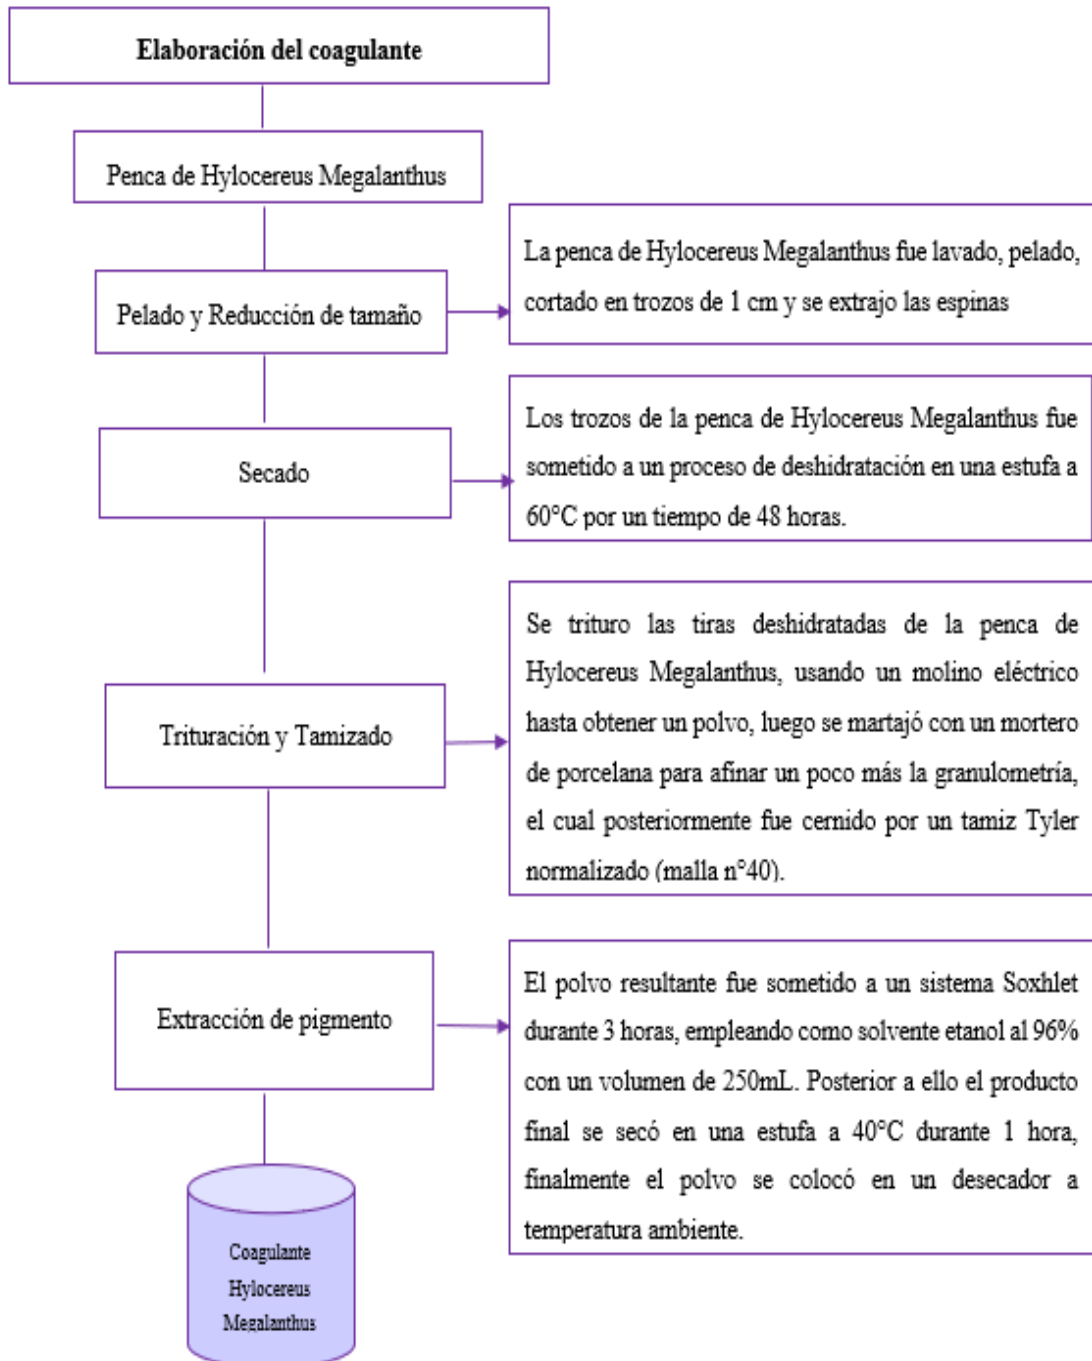 Elaboración del coagulante
Penca de Hylocereus Megalanthus
Pelado y Reducción de tamaño
La penca de Hylocereus Megalanthus fue lavado, pelado,
cortado en trozos de 1 cm y se extrajo las espinas
Secado
Los trozos de la penca de Hylocereus Megalanthus fue
sometido a un proceso de deshidratación en una estufa a
60°C por un tiempo de 48 horas.
Trituración y Tamizado
Se trituro las tiras deshidratadas de la penca de
Hylocereus Megalanthus, usando un molino eléctrico
hasta obtener un polvo, luego se martajó con un mortero
de porcelana para afinar un poco más la granulometría,
el cual posteriormente fue cernido por un tamiz Tyler
normalizado (malla n°40).
Extracción de pigmento
El polvo resultante fue sometido a un sistema Soxhlet
durante 3 horas, empleando como solvente etanol al 96%
con un volumen de 250mL. Posterior a ello el producto
final se secó en una estufa a 40°C durante 1 hora,
finalmente el polvo se colocó en un desecador a
temperatura ambiente.
Coagulante
Hylocereus
Megalanthus